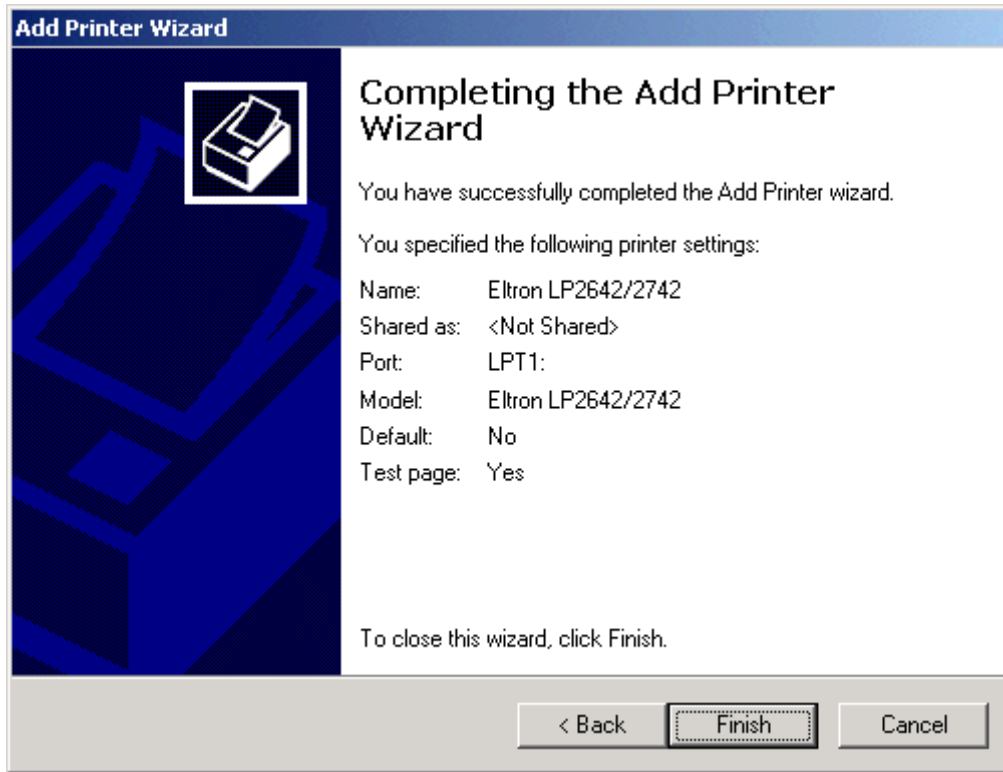 Add Printer Wizard
Completing the Add Printer
Wizard
You have successfully completed the Add Printer wizard.
You specified the following printer settings:
Name: Eltron LP2642/2742
Shared as: <Not Shared>
Port: LPT1:
Model: Eltron LP2642/2742
Default: No
Test page: Yes
To close this wizard, click Finish.
< Back Finish Cancel